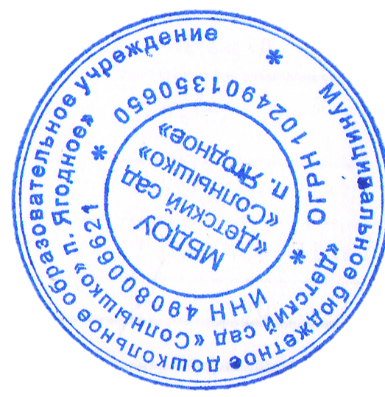 Муниципальное бюджетное дошкольное образовательное учреждение *
«Детский сад «Солнышко» п. Ягодное»
* ОГРН 1024901350650 * ИНН 4908006621
МБДОУ
«Детский сад
«Солнышко»
п. Ягодное»